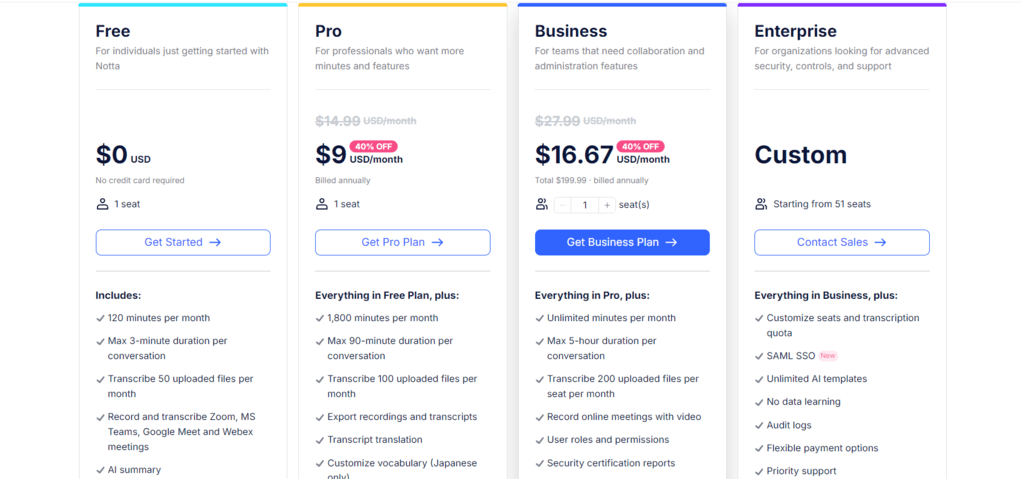 Free
For individuals just getting started with
Notta
$0 USD
No credit card required
1 seat
Get Started →
Includes:
120 minutes per month
Max 3-minute duration per
conversation
Transcribe 50 uploaded files per
month
Record and transcribe Zoom, MS
Teams, Google Meet and Webex
meetings
AI summary
Pro
For professionals who want more
minutes and features
$14.99 USD/month
40% OFF
$9 USD/month
Billed annually
1 seat
Get Pro Plan →
Everything in Free Plan, plus:
1,800 minutes per month
Max 90-minute duration per
conversation
Transcribe 100 uploaded files per
month
Export recordings and transcripts
Transcript translation
Customize vocabulary (Japanese
only)
Business
For teams that need collaboration and
administration features
$27.99 USD/month
40% OFF
$16.67 USD/month
Total $199.99 · billed annually
− 1 + seat(s)
Get Business Plan →
Everything in Pro, plus:
Unlimited minutes per month
Max 5-hour duration per
conversation
Transcribe 200 uploaded files per
seat per month
Record online meetings with video
User roles and permissions
Security certification reports
Enterprise
For organizations looking for advanced
security, controls, and support
Custom
Starting from 51 seats
Contact Sales →
Everything in Business, plus:
Customize seats and transcription
quota
SAML SSO New
Unlimited AI templates
No data learning
Audit logs
Flexible payment options
Priority support